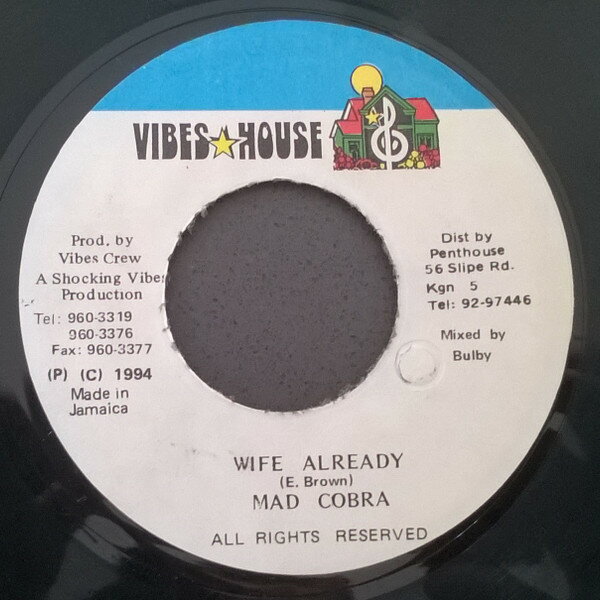 VIBES HOUSE
Prod. by
Vibes Crew
A Shocking Vibes
Production
Tel: 960-3319
960-3376
Fax: 960-3377
(P) (C) 1994
Made in
Jamaica
Dist by
Penthouse
56 Slipe Rd.
Kgn 5
Tel: 92-97446
Mixed by
Bulby
WIFE ALREADY
(E. Brown)
MAD COBRA
ALL RIGHTS RESERVED